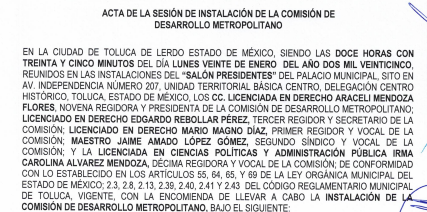 ACTA DE LA SESIÓN DE INSTALACIÓN DE LA COMISIÓN DE
DESARROLLO METROPOLITANO
EN LA CIUDAD DE TOLUCA DE LERDO ESTADO DE MÉXICO, SIENDO LAS DOCE HORAS CON
TREINTA Y CINCO MINUTOS DEL DÍA LUNES VEINTE DE ENERO DEL AÑO DOS MIL VEINTICINCO,
REUNIDOS EN LAS INSTALACIONES DEL "SALÓN PRESIDENTES" DEL PALACIO MUNICIPAL, SITO EN
AV. INDEPENDENCIA NÚMERO 207, UNIDAD TERRITORIAL BÁSICA CENTRO, DELEGACIÓN CENTRO
HISTÓRICO, TOLUCA, ESTADO DE MÉXICO, LOS CC. LICENCIADA EN DERECHO ARACELI MENDOZA
FLORES, NOVENA REGIDORA Y PRESIDENTA DE LA COMISIÓN DE DESARROLLO METROPOLITANO;
LICENCIADO EN DERECHO EDGARDO REBOLLAR PÉREZ, TERCER REGIDOR Y SECRETARIO DE LA
COMISIÓN; LICENCIADO EN DERECHO MARIO MAGNO DÍAZ, PRIMER REGIDOR Y VOCAL DE LA
COMISIÓN; MAESTRO JAIME AMADO LÓPEZ GÓMEZ, SEGUNDO SÍNDICO Y VOCAL DE LA
COMISIÓN; Y LA LICENCIADA EN CIENCIAS POLÍTICAS Y ADMINISTRACIÓN PÚBLICA IRMA
CAROLINA ALVAREZ MENDOZA, DÉCIMA REGIDORA Y VOCAL DE LA COMISIÓN; DE CONFORMIDAD
CON LO ESTABLECIDO EN LOS ARTÍCULOS 55, 64, 65, Y 69 DE LA LEY ORGÁNICA MUNICIPAL DEL
ESTADO DE MÉXICO; 2.3, 2.8, 2.13, 2.39, 2.40, 2.41 Y 2.43 DEL CÓDIGO REGLAMENTARIO MUNICIPAL
DE TOLUCA, VIGENTE, CON LA ENCOMIENDA DE LLEVAR A CABO LA INSTALACIÓN DE LA
COMISIÓN DE DESARROLLO METROPOLITANO, BAJO EL SIGUIENTE: